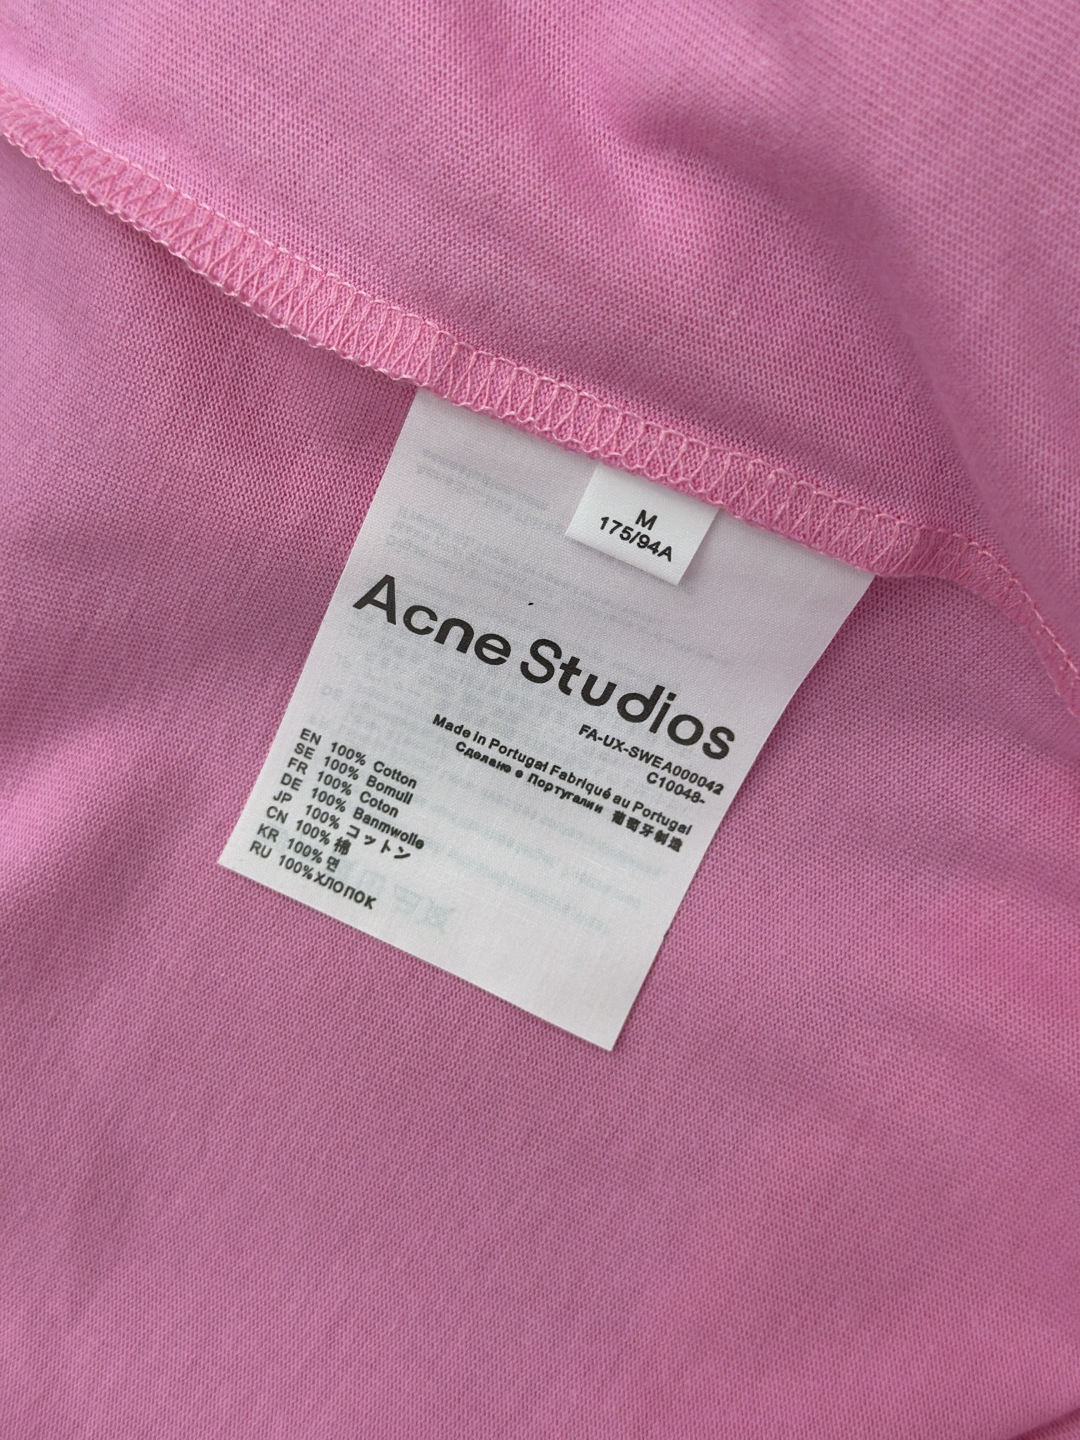 M
175/94A
Acne Studios
FA-UX-SWEA000042
C10048-
Made in Portugal Fabriqué au Portugal
Сделано в Португалии 葡萄牙制造
EN 100% Cotton
SE 100% Bomull
FR 100% Coton
DE 100% Banmwolle
JP 100% コットン
CN 100% 棉
KR 100% 면
RU 100% ХЛОПОК